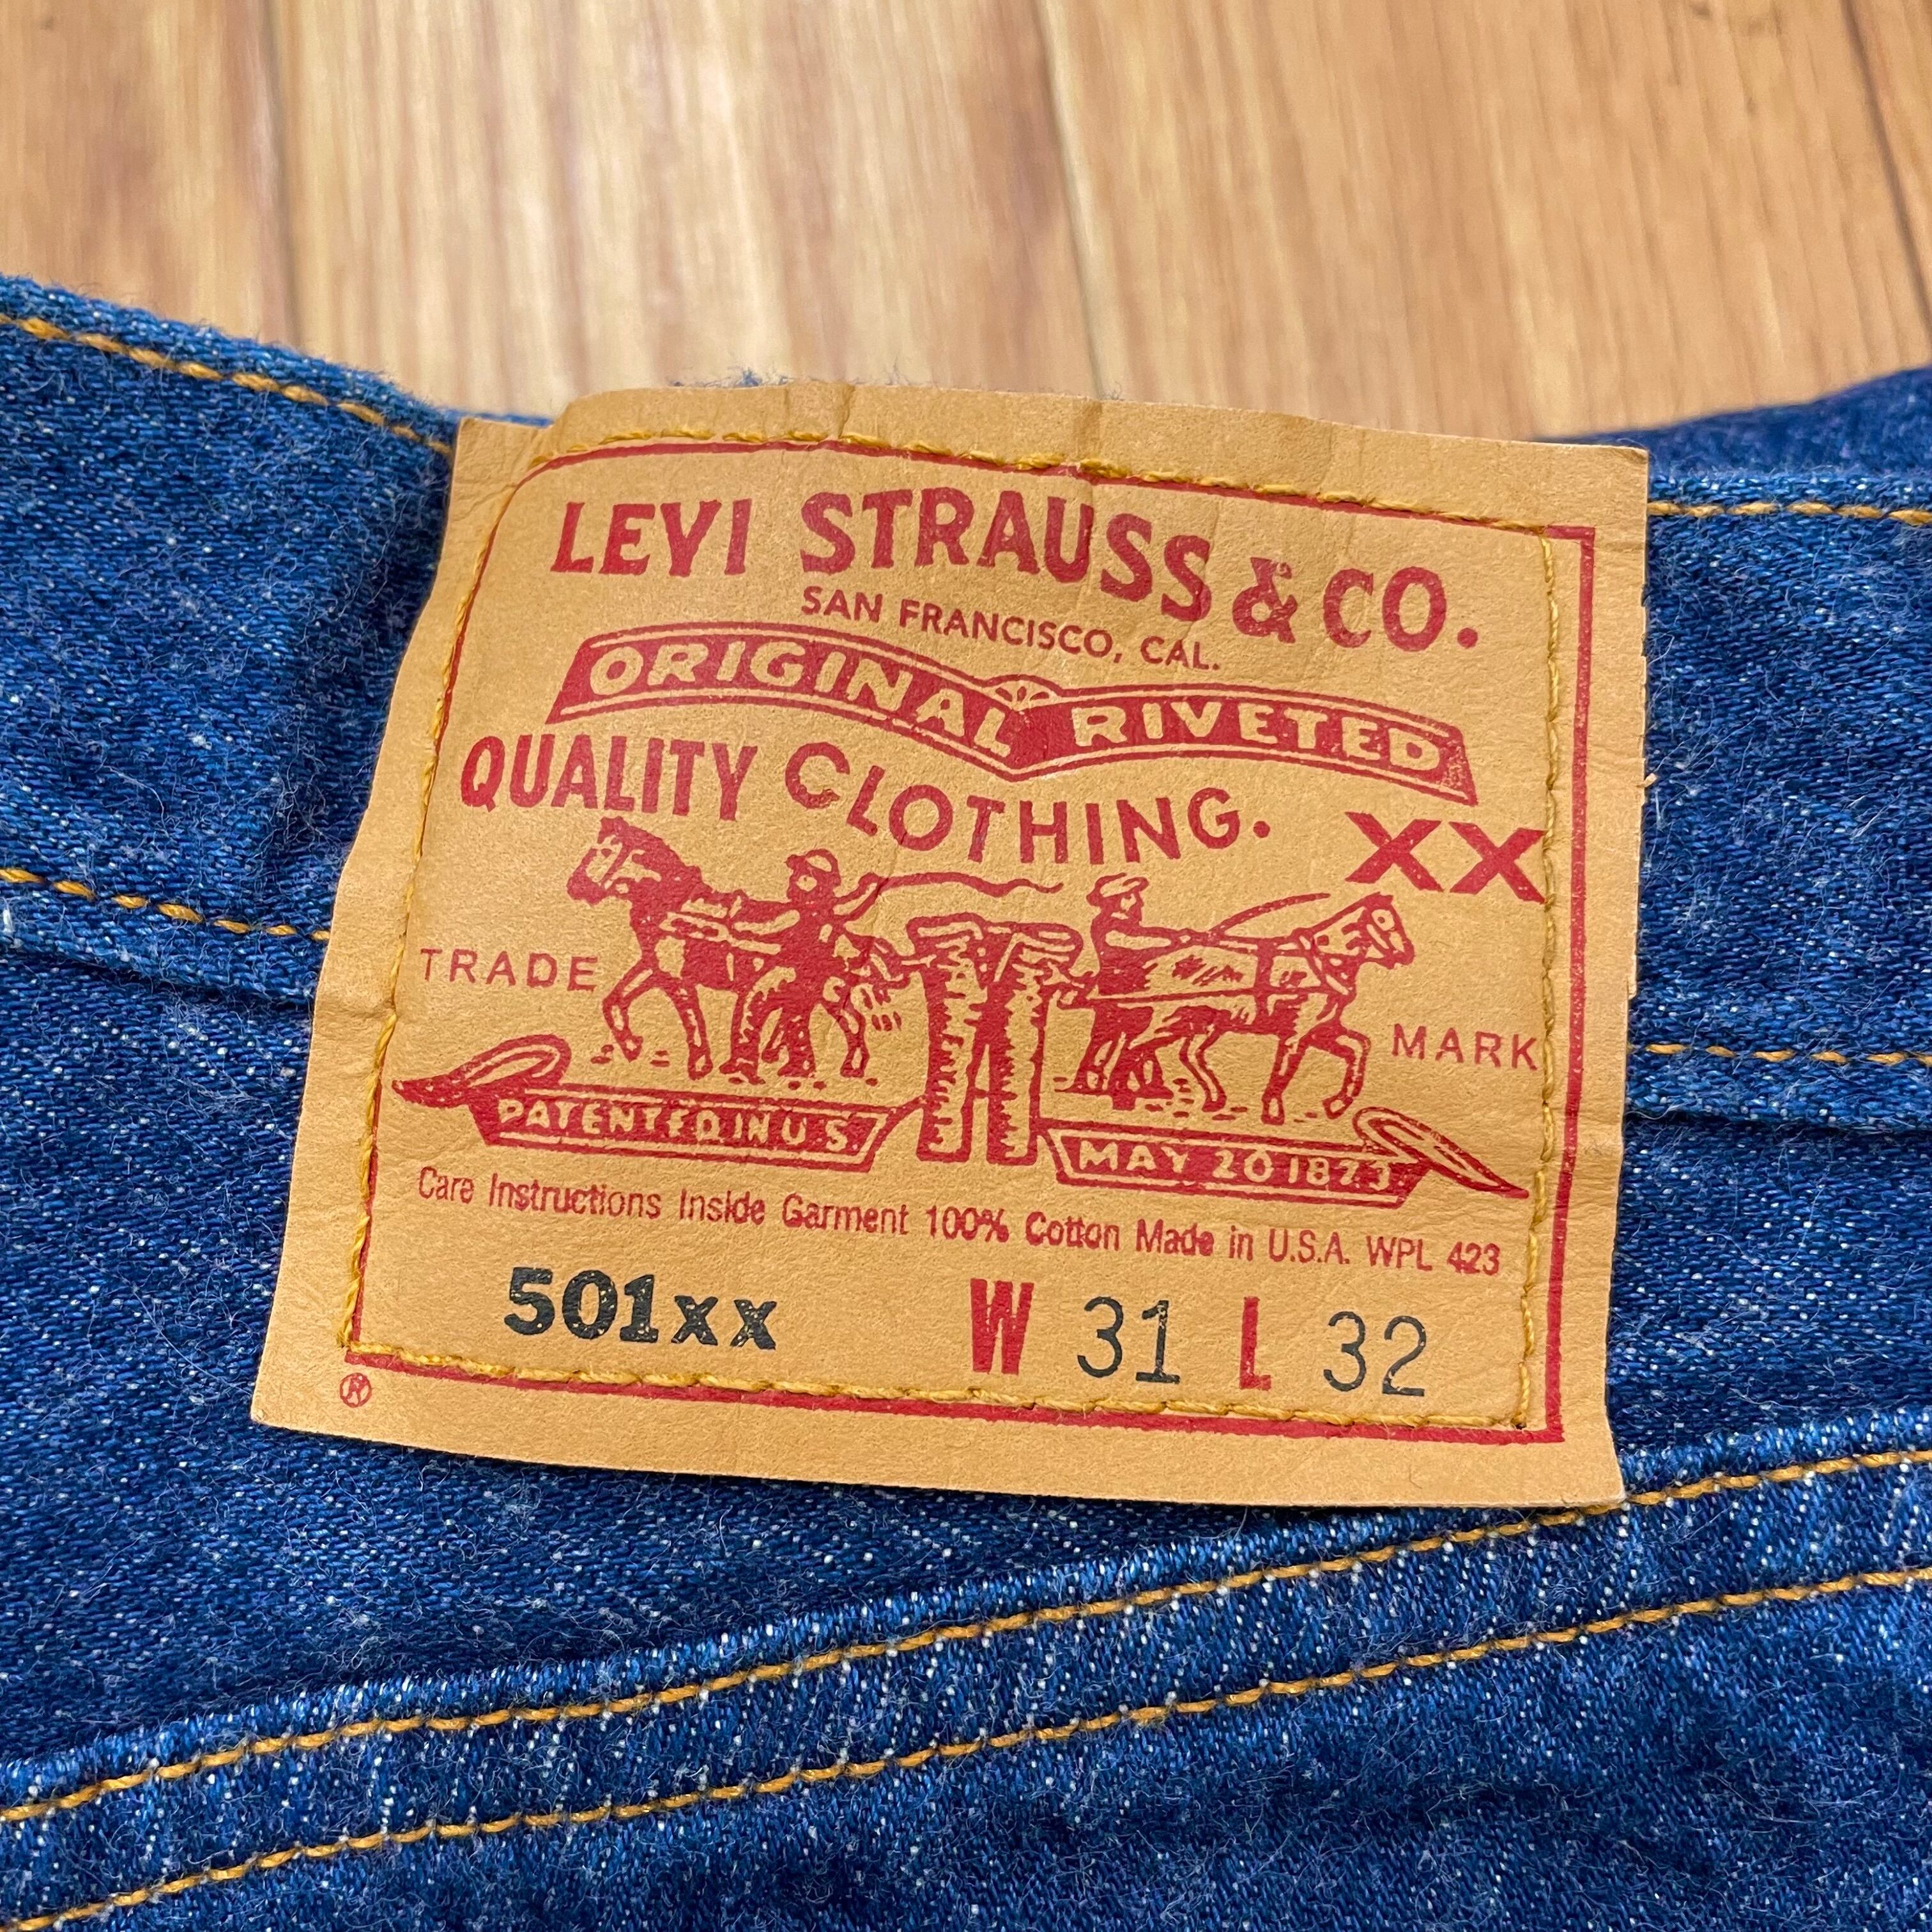 LEVI STRAUSS & CO.
SAN FRANCISCO, CAL.
ORIGINAL RIVETED
QUALITY CLOTHING.
XX
TRADE MARK
PATENTED IN U S
MAY 20 1873
Care Instructions Inside Garment 100% Cotton Made in U.S.A. WPL 423
501xx W 31 L 32
®